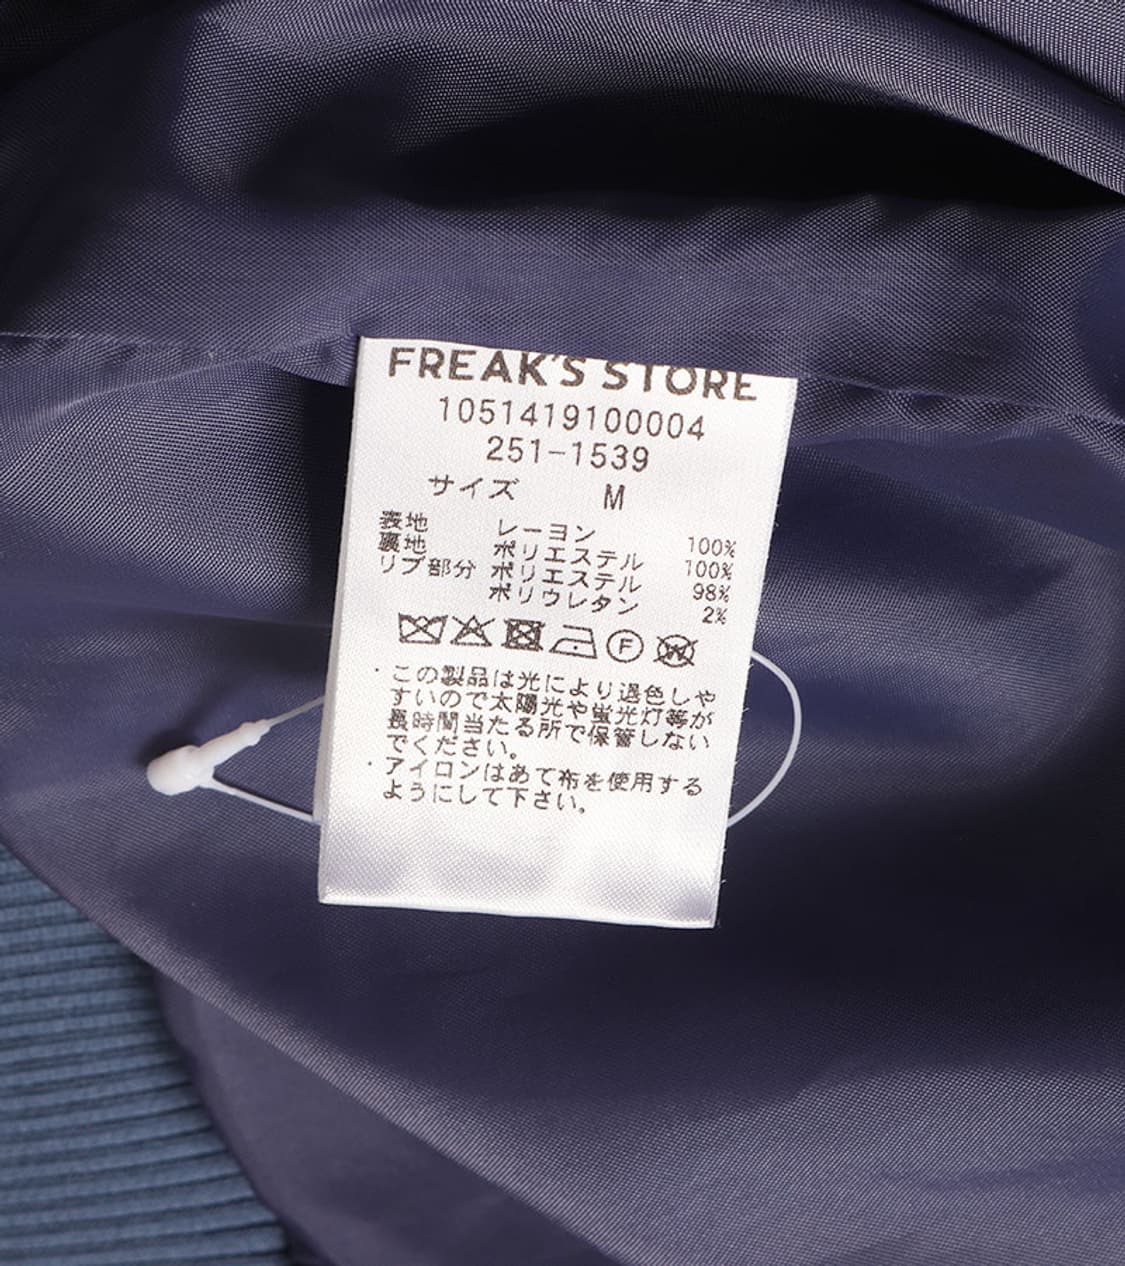 FREAK'S STORE
1051419100004
251-1539
サイズ M
表地 レーヨン 100%
裏地 ポリエステル 100%
リブ部分 ポリエステル 98%
ポリウレタン 2%
F
W
・この製品は光により退色しや
すいので太陽光や蛍光灯等が
長時間当たる所で保管しない
でください。
・アイロンはあて布を使用する
ようにして下さい。